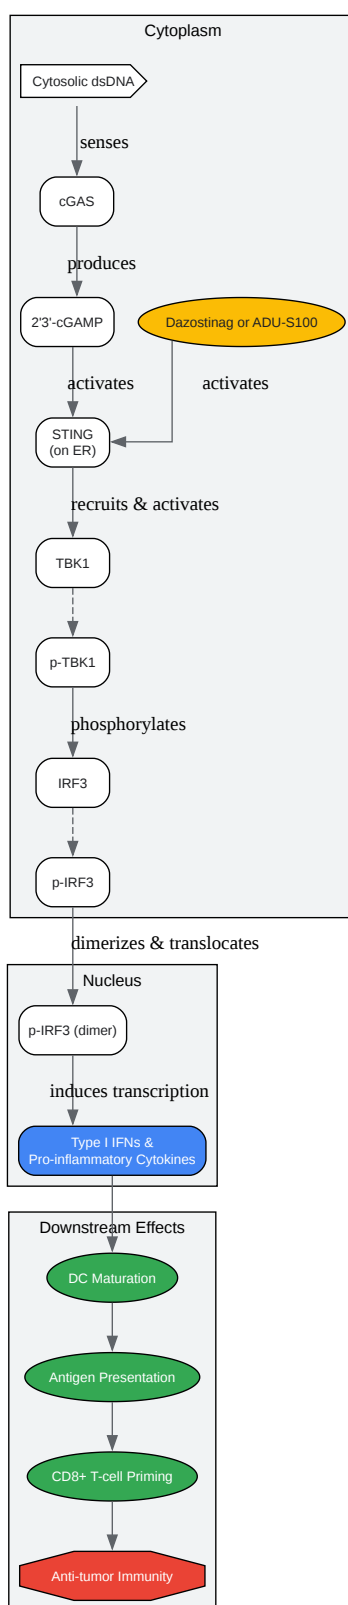 Cytoplasm
Cytosolic dsDNA
senses
cGAS
produces
2'3'-cGAMP
Dazostinag or ADU-S100
activates
activates
STING
(on ER)
recruits & activates
TBK1
p-TBK1
phosphorylates
IRF3
p-IRF3
dimerizes & translocates
Nucleus
p-IRF3 (dimer)
induces transcription
Type I IFNs &
Pro-inflammatory Cytokines
Downstream Effects
DC Maturation
Antigen Presentation
CD8+ T-cell Priming
Anti-tumor Immunity